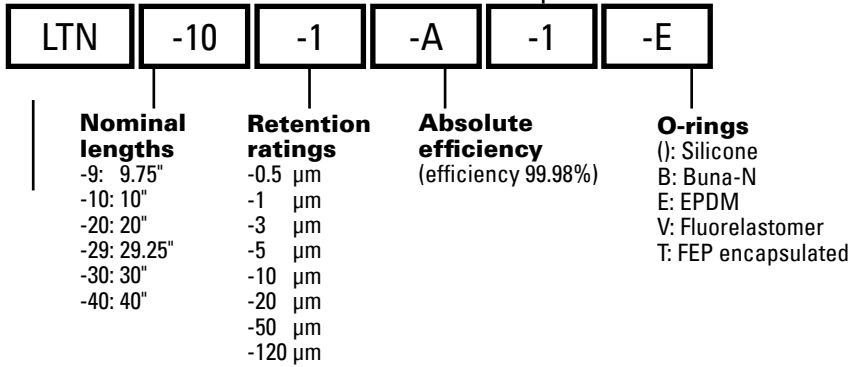 LTN -10 -1 -A -1 -E
Nominal
lengths
-9: 9.75"
-10: 10"
-20: 20"
-29: 29.25"
-30: 30"
-40: 40"
Retention
ratings
-0.5 µm
-1 µm
-3 µm
-5 µm
-10 µm
-20 µm
-50 µm
-120 µm
Absolute
efficiency
(efficiency 99.98%)
O-rings
(): Silicone
B: Buna-N
E: EPDM
V: Fluorelastomer
T: FEP encapsulated